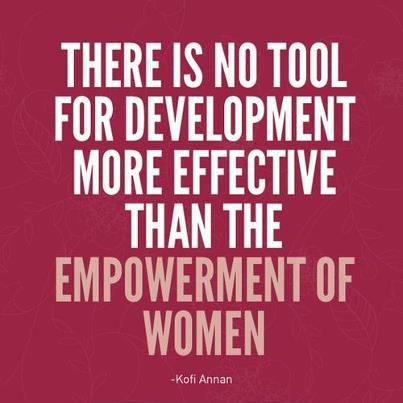 THERE IS NO TOOL
FOR DEVELOPMENT
MORE EFFECTIVE
THAN THE
EMPOWERMENT OF
WOMEN
-Kofi Annan